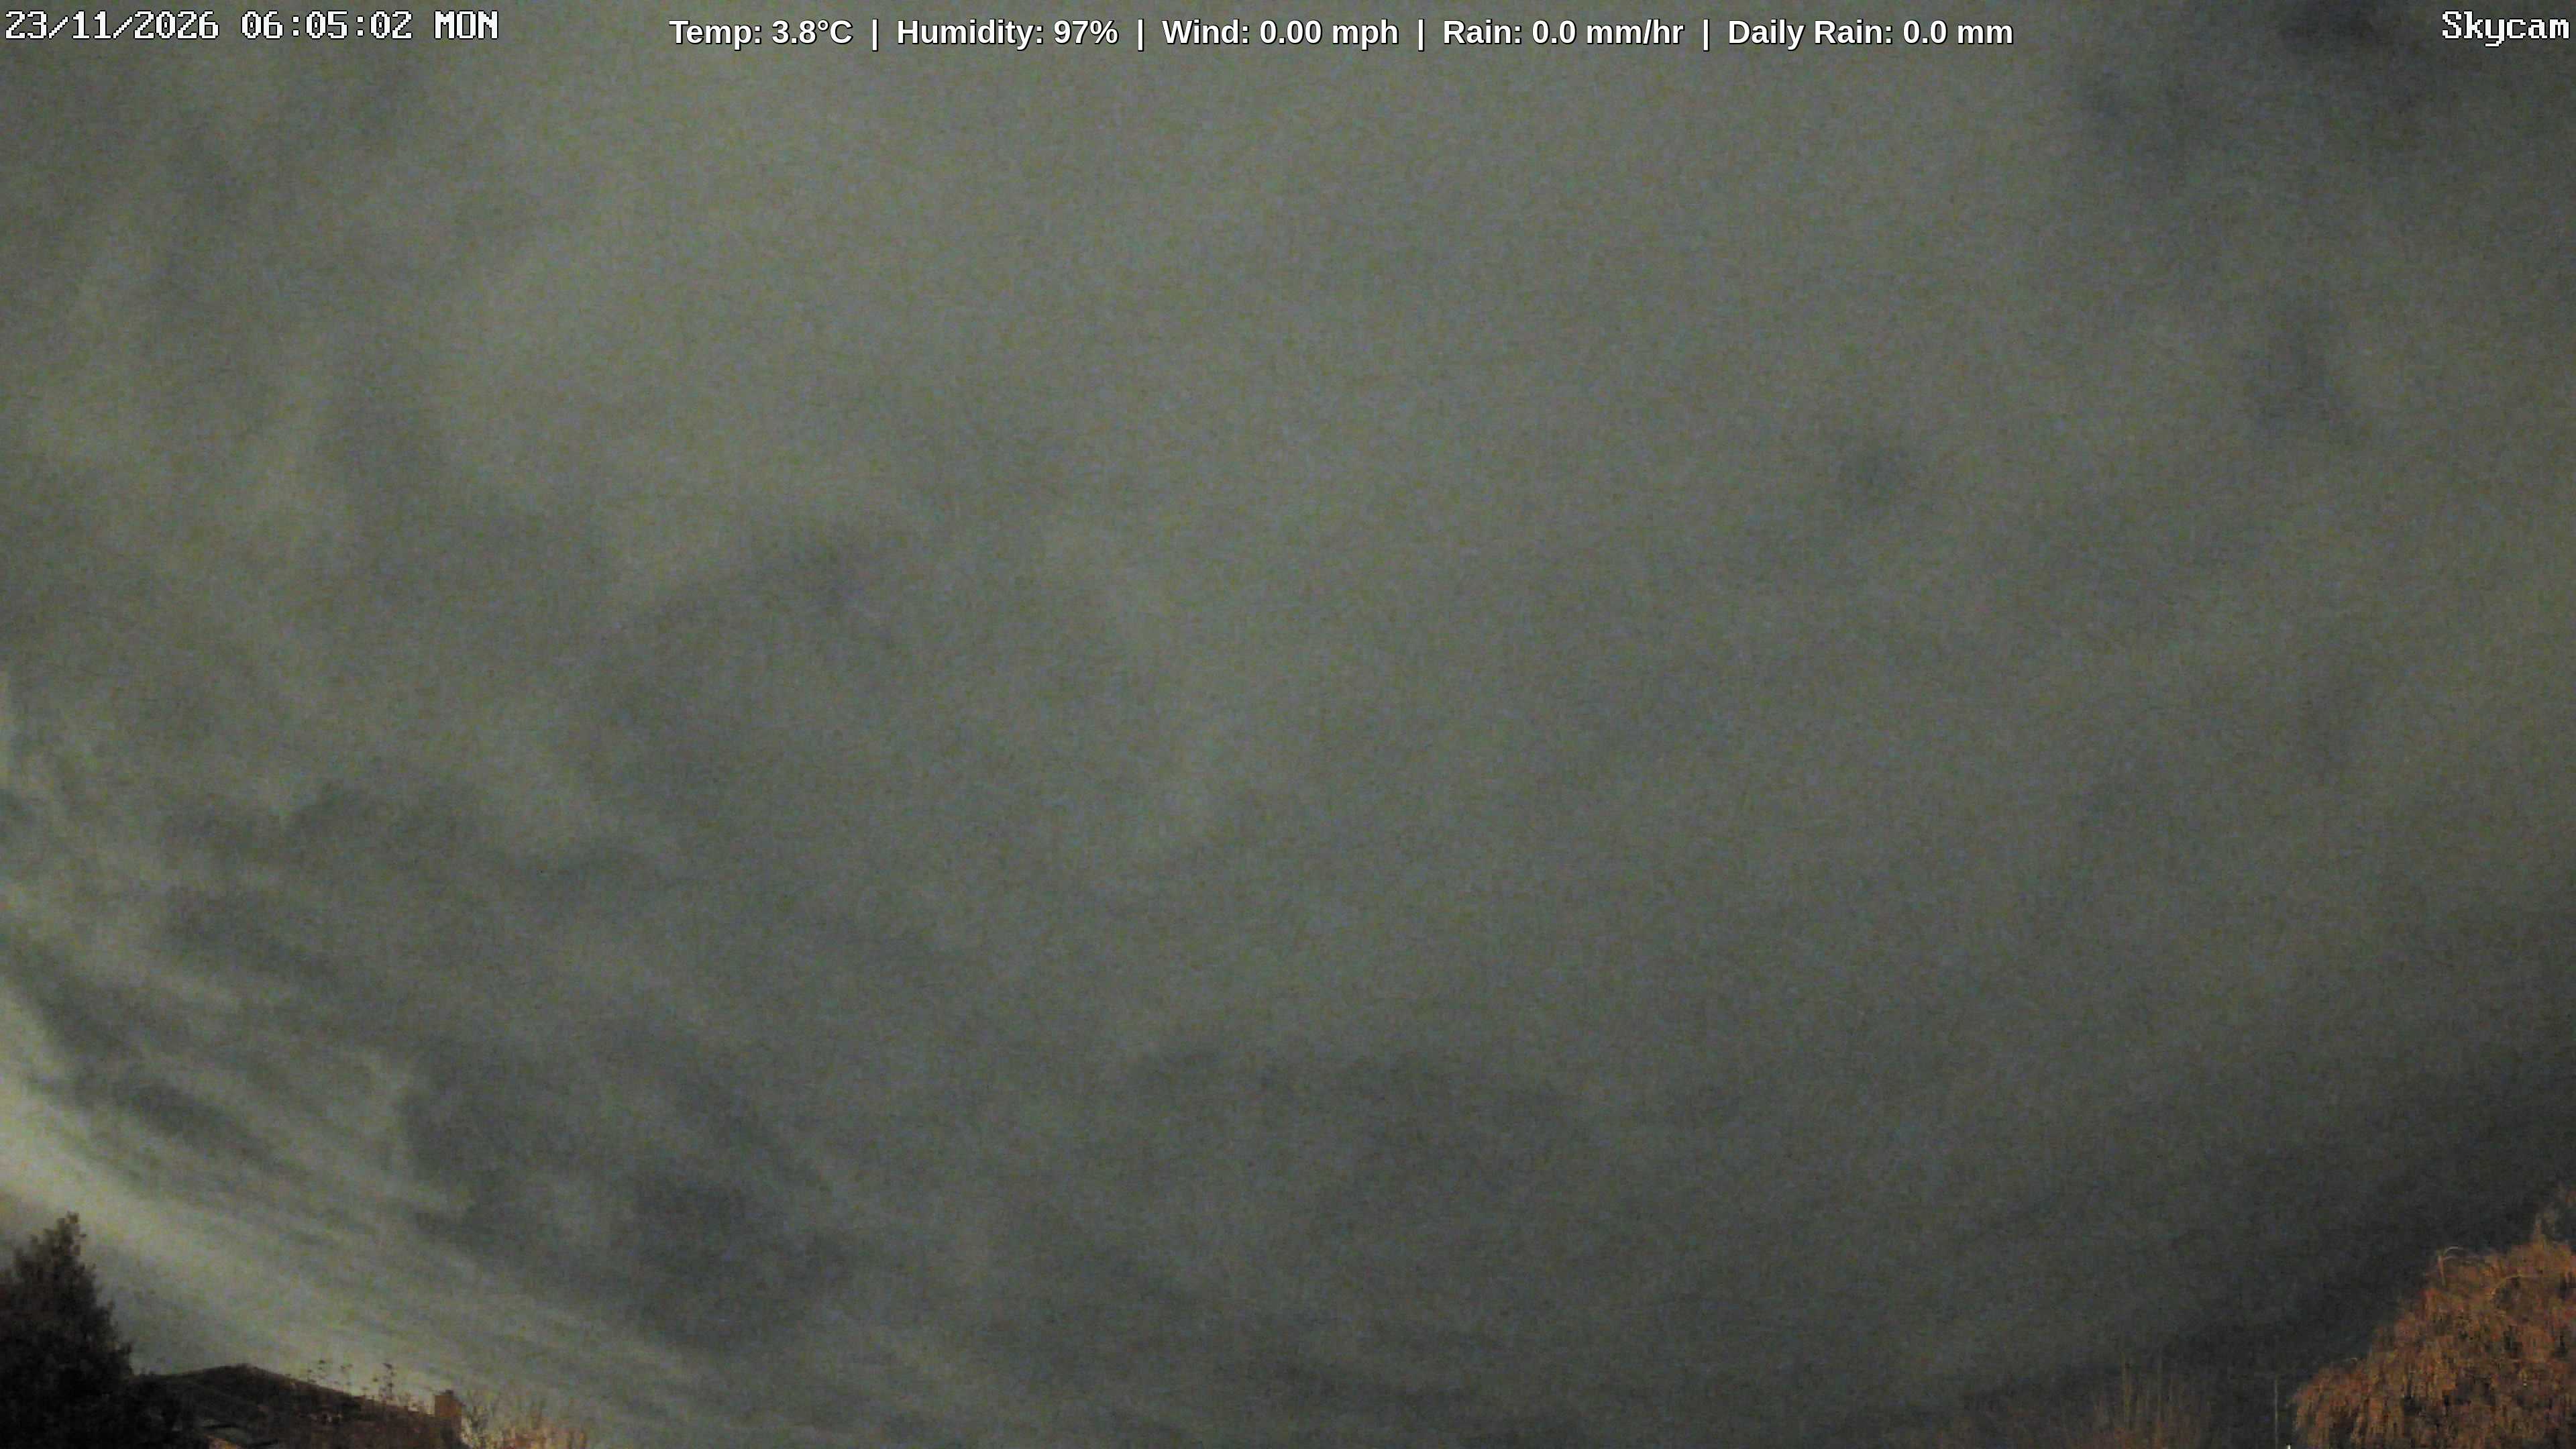 23/11/2026 06:05:02 MON
Temp: 3.8°C | Humidity: 97% | Wind: 0.00 mph | Rain: 0.0 mm/hr | Daily Rain: 0.0 mm
Skycam